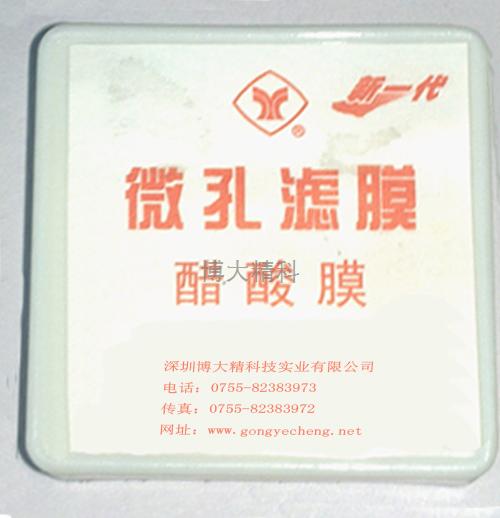 新一代
®
微孔滤膜
醋酸膜
博大精科
深圳博大精科技实业有限公司
电话：0755-82383973
传真：0755-82383972
网址：www.gongyecheng.net